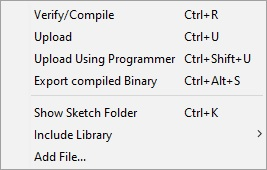 Verify/Compile Ctrl+R
Upload Ctrl+U
Upload Using Programmer Ctrl+Shift+U
Export compiled Binary Ctrl+Alt+S
Show Sketch Folder Ctrl+K
Include Library
Add File...